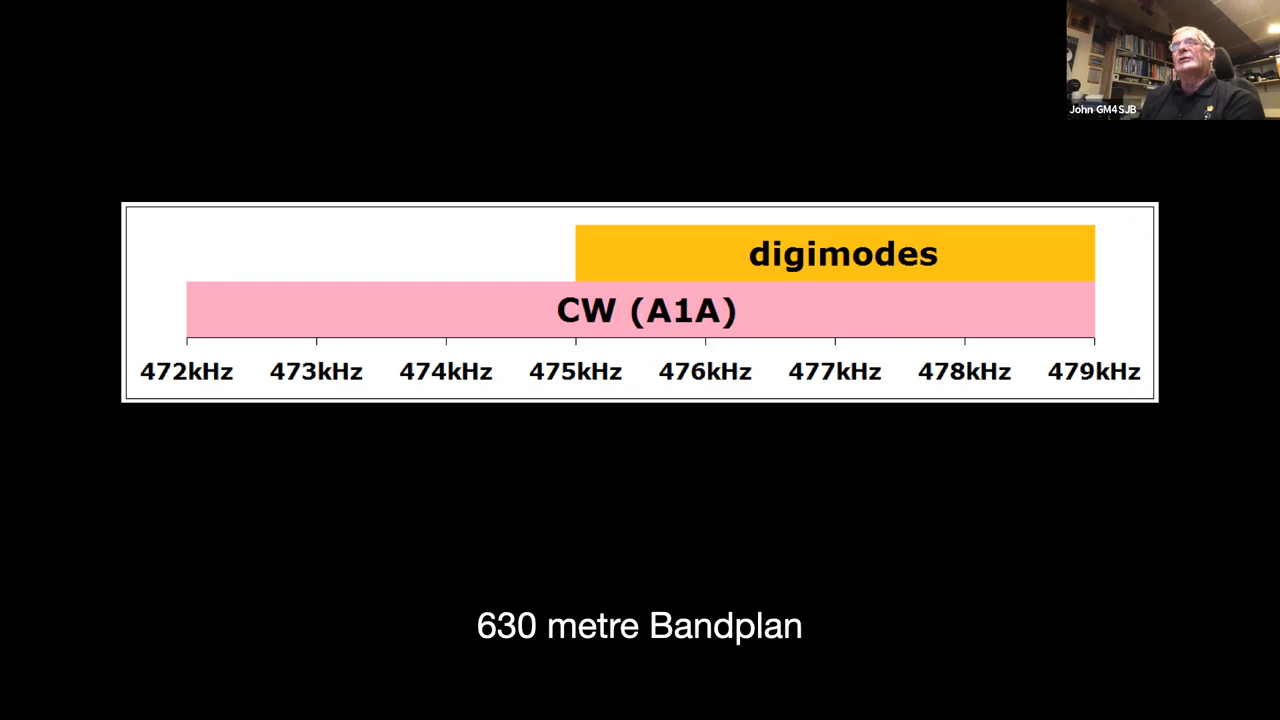 John GM4SJB
digimodes
CW (A1A)
472kHz 473kHz 474kHz 475kHz 476kHz 477kHz 478kHz 479kHz
630 metre Bandplan